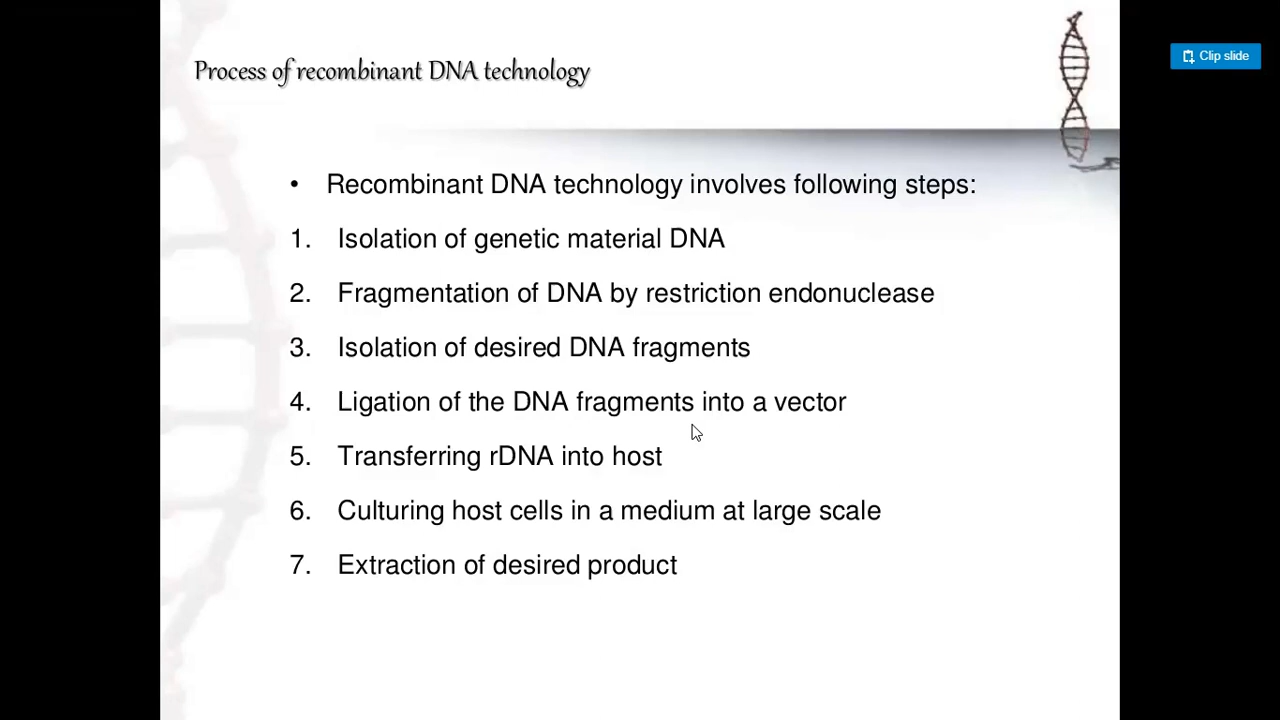 Process of recombinant DNA technology
Clip slide
• Recombinant DNA technology involves following steps:
1. Isolation of genetic material DNA
2. Fragmentation of DNA by restriction endonuclease
3. Isolation of desired DNA fragments
4. Ligation of the DNA fragments into a vector
5. Transferring rDNA into host
6. Culturing host cells in a medium at large scale
7. Extraction of desired product